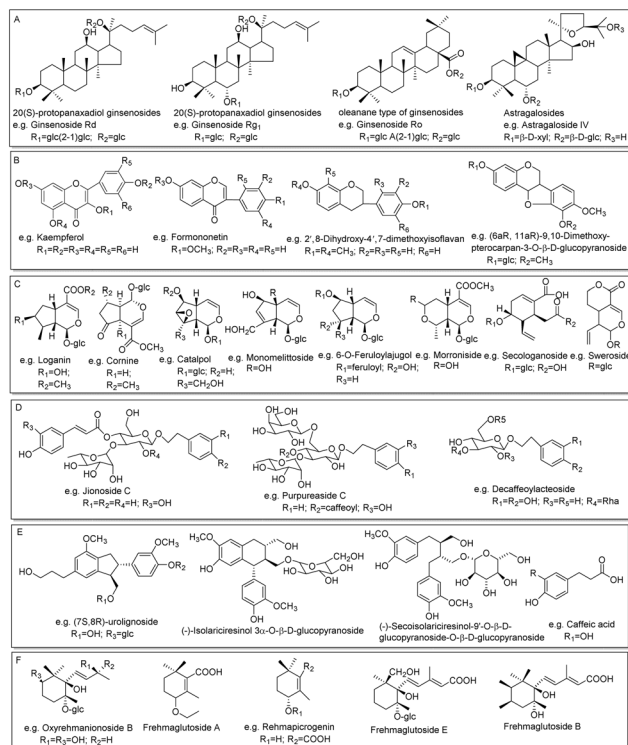 A
20(S)-protopanaxadiol ginsenosides
e.g. Ginsenoside Rd
R1=glc(2-1)glc; R2=glc
20(S)-protopanaxadiol ginsenosides
e.g. Ginsenoside Rg1
R1=glc; R2=glc
oleanane type of ginsenosides
e.g. Ginsenoside Ro
R1=glc A(2-1)glc; R2=glc
Astragalosides
e.g. Astragaloside IV
R1=β-D-xyl; R2=β-D-glc; R3=H
B
e.g. Kaempferol
R1=R2=R3=R4=R5=R6=H
e.g. Formononetin
R1=OCH3; R2=R3=R4=R5=H
e.g. 2',8-Dihydroxy-4',7-dimethoxyisoflavan
R1=R4=CH3; R2=R3=R5=H; R6=H
e.g. (6aR, 11aR)-9,10-Dimethoxy-
pterocarpan-3-O-β-D-glucopyranoside
R1=glc; R2=CH3
C
e.g. Loganin
R1=OH;
R2=CH3
e.g. Cornine
R1=H;
R2=CH3
e.g. Catalpol
R1=glc; R2=H;
R3=CH2OH
e.g. Monomelittoside
R=OH
e.g. 6-O-Feruloylajugol
R1=feruloyl; R2=OH;
R3=H
e.g. Morroniside
R=OH
e.g. Secologanoside
R1=glc; R2=OH
e.g. Sweroside
R=glc
D
e.g. Jionoside C
R1=R2=R4=H; R3=OH
e.g. Purpureaside C
R1=H; R2=caffeoyl; R3=OH
e.g. Decaffeoylacteoside
R1=R2=OH; R3=R5=H; R4=Rha
E
e.g. (7S,8R)-urolignoside
R1=OH; R2=glc
(-)-Isolariciresinol 3α-O-β-D-glucopyranoside
(-)-Secoisolariciresinol-9'-O-β-D-
glucopyranoside-O-β-D-glucopyranoside
e.g. Caffeic acid
R1=OH
F
e.g. Oxyrehmanionoside B
R1=R3=OH; R2=H
Frehmaglutoside A
e.g. Rehmapicrogenin
R1=H; R2=COOH
Frehmaglutoside E
Frehmaglutoside B